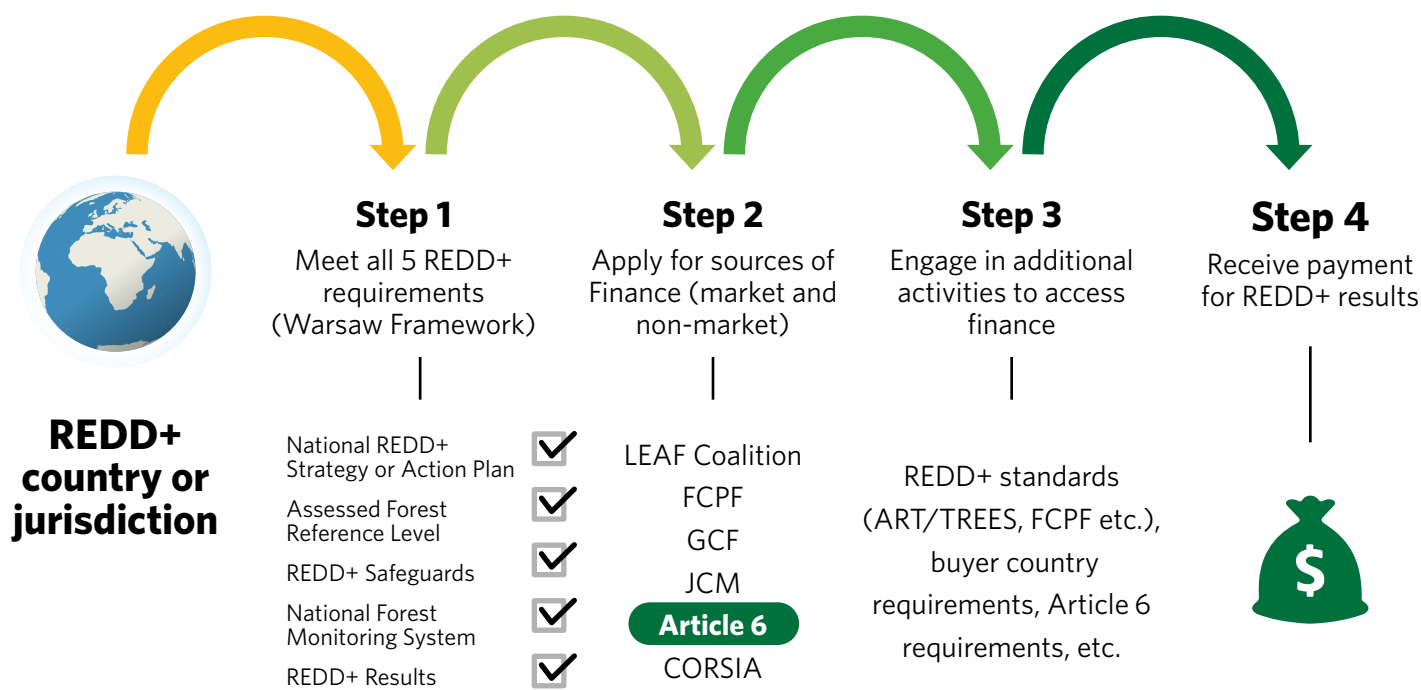 REDD+
country or
jurisdiction
Step 1
Meet all 5 REDD+
requirements
(Warsaw Framework)
National REDD+
Strategy or Action Plan
Assessed Forest
Reference Level
REDD+ Safeguards
National Forest
Monitoring System
REDD+ Results
Step 2
Apply for sources of
Finance (market and
non-market)
LEAF Coalition
FCPF
GCF
JCM
Article 6
CORSIA
Step 3
Engage in additional
activities to access
finance
REDD+ standards
(ART/TREES, FCPF etc.),
buyer country
requirements, Article 6
requirements, etc.
Step 4
Receive payment
for REDD+ results
$